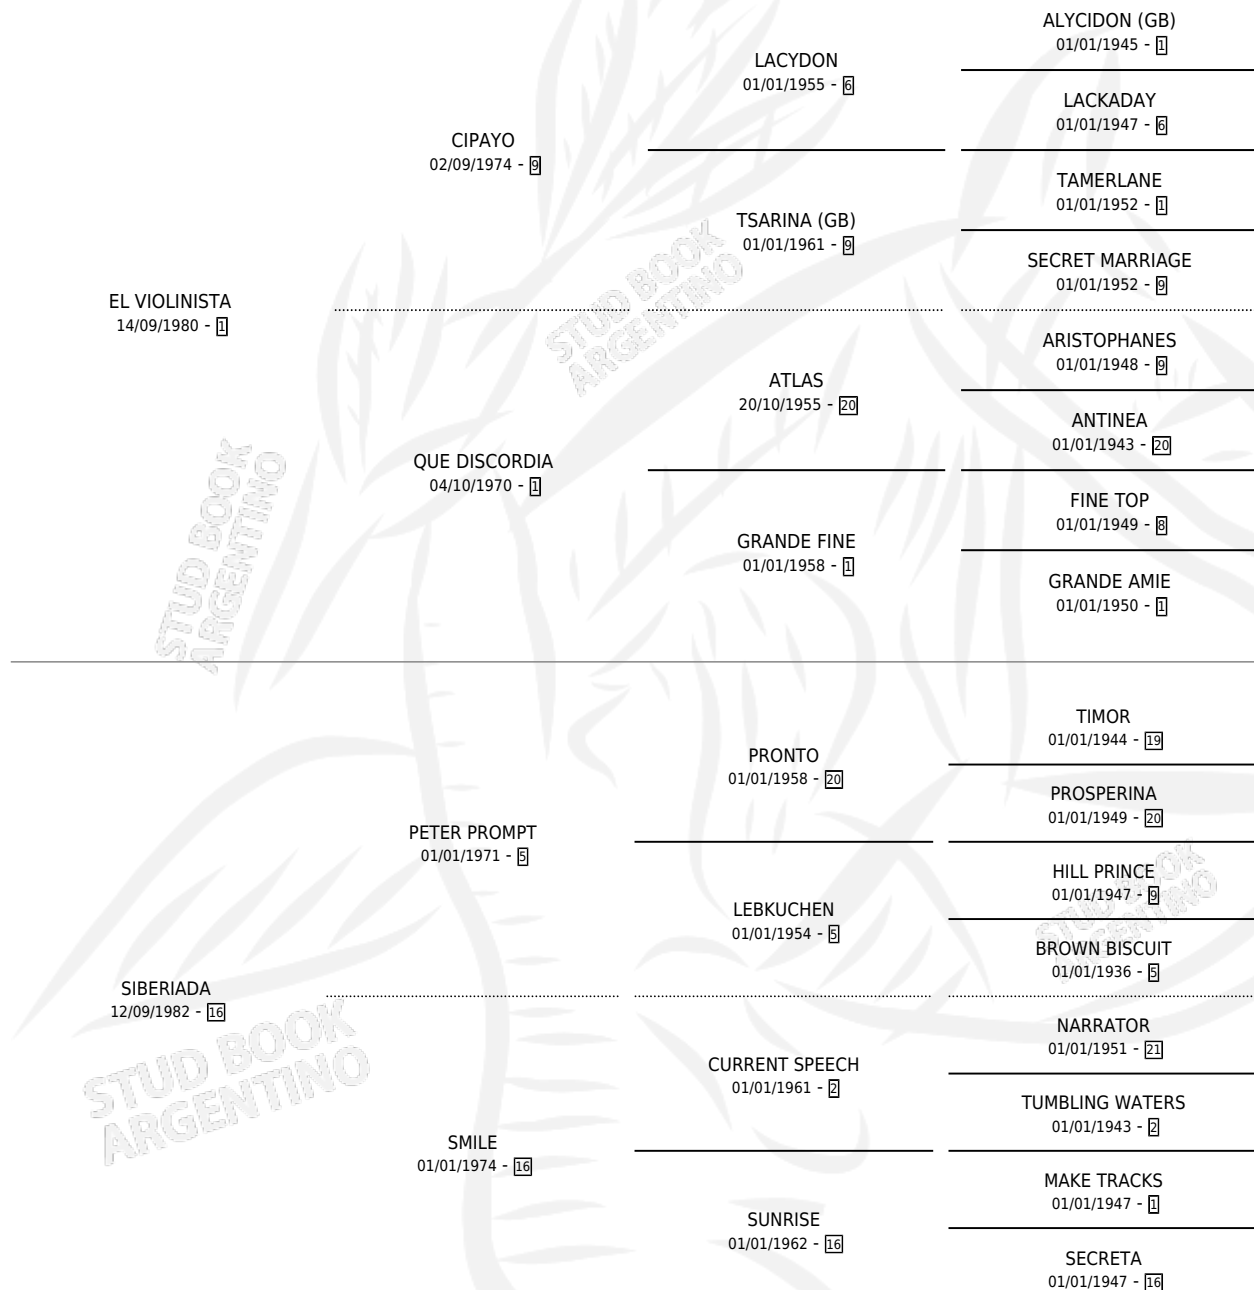 ALYCIDON (GB)
01/01/1945 - 1
LACYDON
01/01/1955 - 6
LACKADAY
01/01/1947 - 6
CIPAYO
02/09/1974 - 9
TAMERLANE
01/01/1952 - 1
TSARINA (GB)
01/01/1961 - 9
SECRET MARRIAGE
01/01/1952 - 9
EL VIOLINISTA
14/09/1980 - 1
STUD BOOK
ARGENTINO
ARISTOPHANES
01/01/1948 - 9
ATLAS
20/10/1955 - 20
ANTINEA
01/01/1943 - 20
QUE DISCORDIA
04/10/1970 - 1
FINE TOP
01/01/1949 - 8
GRANDE FINE
01/01/1958 - 1
GRANDE AMIE
01/01/1950 - 1
STUD BOOK
ARGENTINO
TIMOR
01/01/1944 - 19
PRONTO
01/01/1958 - 20
PROSPERINA
01/01/1949 - 20
PETER PROMPT
01/01/1971 - 5
HILL PRINCE
01/01/1947 - 9
LEBKUCHEN
01/01/1954 - 5
BROWN BISCUIT
01/01/1936 - 5
STUD BOOK
ARGENTINO
SIBERIADA
12/09/1982 - 16
NARRATOR
01/01/1951 - 21
CURRENT SPEECH
01/01/1961 - 2
TUMBLING WATERS
01/01/1943 - 2
STUD BOOK
ARGENTINO
SMILE
01/01/1974 - 16
MAKE TRACKS
01/01/1947 - 1
SUNRISE
01/01/1962 - 16
SECRETA
01/01/1947 - 16